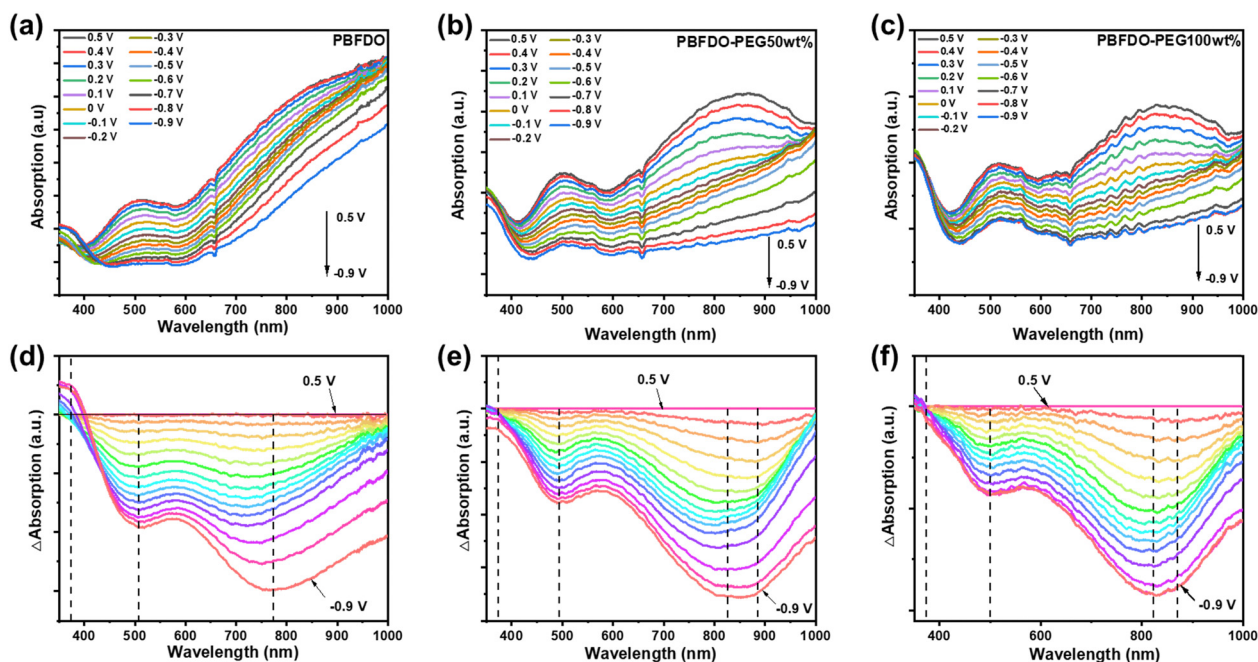 (a)
PBFDO
0.5 V -0.3 V
0.4 V -0.4 V
0.3 V -0.5 V
0.2 V -0.6 V
0.1 V -0.7 V
0 V -0.8 V
-0.1 V -0.9 V
-0.2 V
Absorption (a.u)
0.5 V
-0.9 V
400 500 600 700 800 900 1000
Wavelength (nm)
(b)
PBFDO-PEG50wt%
0.5 V -0.3 V
0.4 V -0.4 V
0.3 V -0.5 V
0.2 V -0.6 V
0.1 V -0.7 V
0 V -0.8 V
-0.1 V -0.9 V
-0.2 V
Absorption (a.u.)
0.5 V
-0.9 V
400 500 600 700 800 900 1000
Wavelength (nm)
(c)
PBFDO-PEG100wt%
0.5 V -0.3 V
0.4 V -0.4 V
0.3 V -0.5 V
0.2 V -0.6 V
0.1 V -0.7 V
0 V -0.8 V
-0.1 V -0.9 V
-0.2 V
Absorption (a.u.)
0.5 V
-0.9 V
400 600 800 1000
Wavelength (nm)
(d)
0.5 V
△Absorption (a.u.)
-0.9 V
400 500 600 700 800 900 1000
Wavelength (nm)
(e)
0.5 V
△Absorption (a.u.)
-0.9 V
400 500 600 700 800 900 1000
Wavelength (nm)
(f)
0.5 V
△Absorption (a.u.)
-0.9 V
400 600 800 1000
Wavelength (nm)